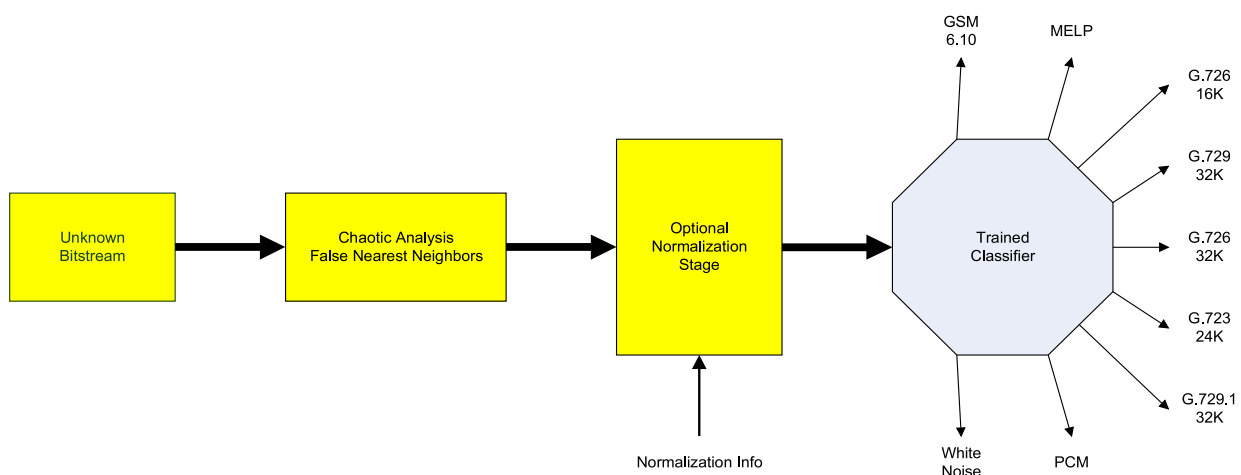 Unknown
Bitstream
Chaotic Analysis
False Nearest Neighbors
Optional
Normalization
Stage
Normalization Info
Trained
Classifier
GSM
6.10
MELP
G.726
16K
G.729
32K
G.726
32K
G.723
24K
G.729.1
32K
PCM
White
Noise